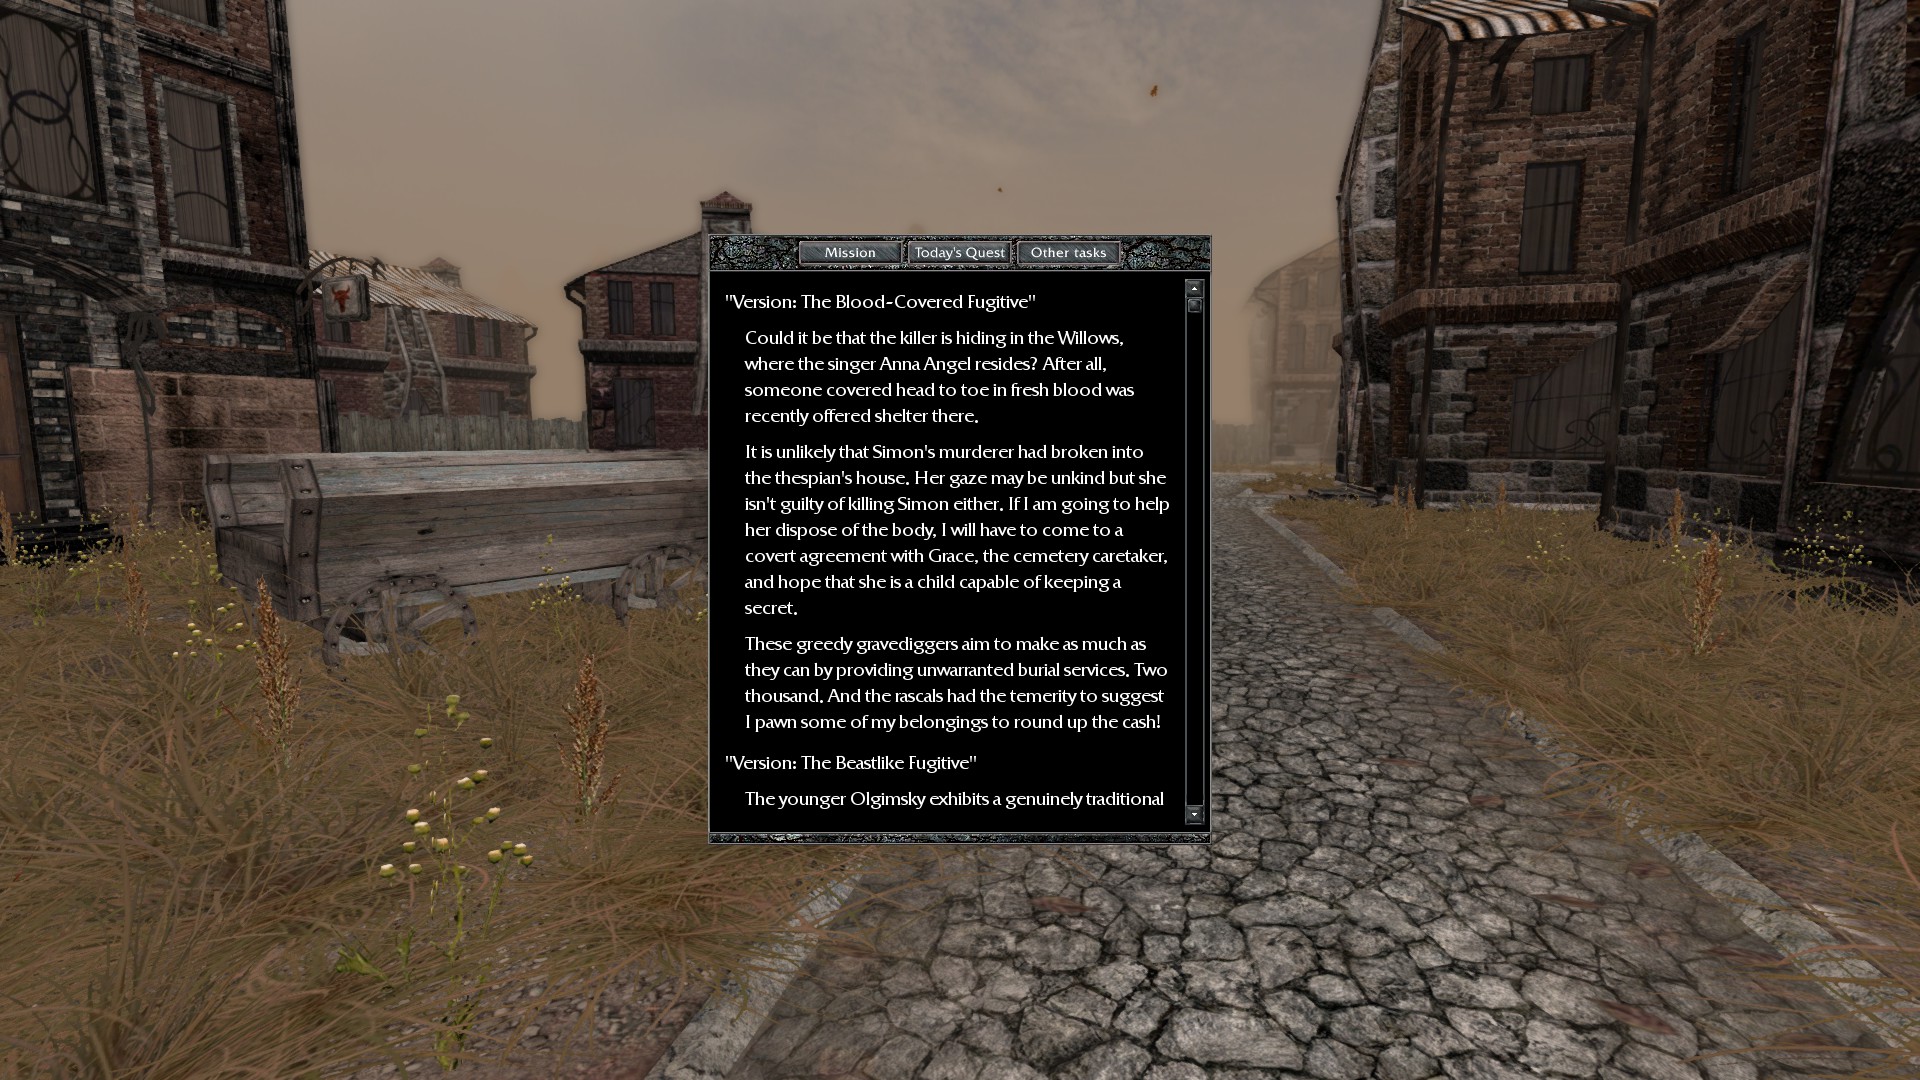 Mission Today's Quest Other tasks
"Version: The Blood-Covered Fugitive"
Could it be that the killer is hiding in the Willows,
where the singer Anna Angel resides? After all,
someone covered head to toe in fresh blood was
recently offered shelter there.
It is unlikely that Simon's murderer had broken into
the thespian's house. Her gaze may be unkind but she
isn't guilty of killing Simon either. If I am going to help
her dispose of the body, I will have to come to a
covert agreement with Grace, the cemetery caretaker,
and hope that she is a child capable of keeping a
secret.
These greedy gravediggers aim to make as much as
they can by providing unwarranted burial services. Two
thousand. And the rascals had the temerity to suggest
I pawn some of my belongings to round up the cash!
"Version: The Beastlike Fugitive"
The younger Olgimsky exhibits a genuinely traditional